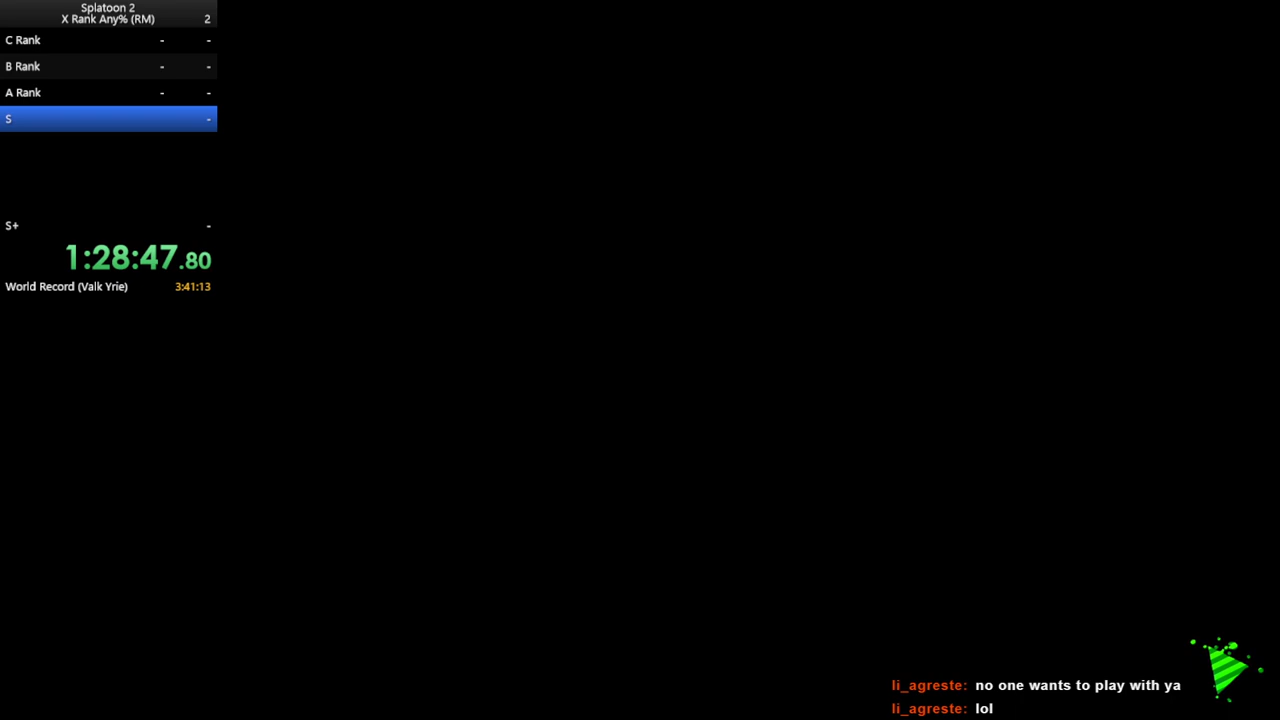 Splatoon 2
X Rank Any% (RM) 2
C Rank - -
B Rank - -
A Rank - -
S -
S+ -
1:28:47.80
World Record (Valk Yrie) 3:41:13
li_agreste: no one wants to play with ya
li_agreste: lol